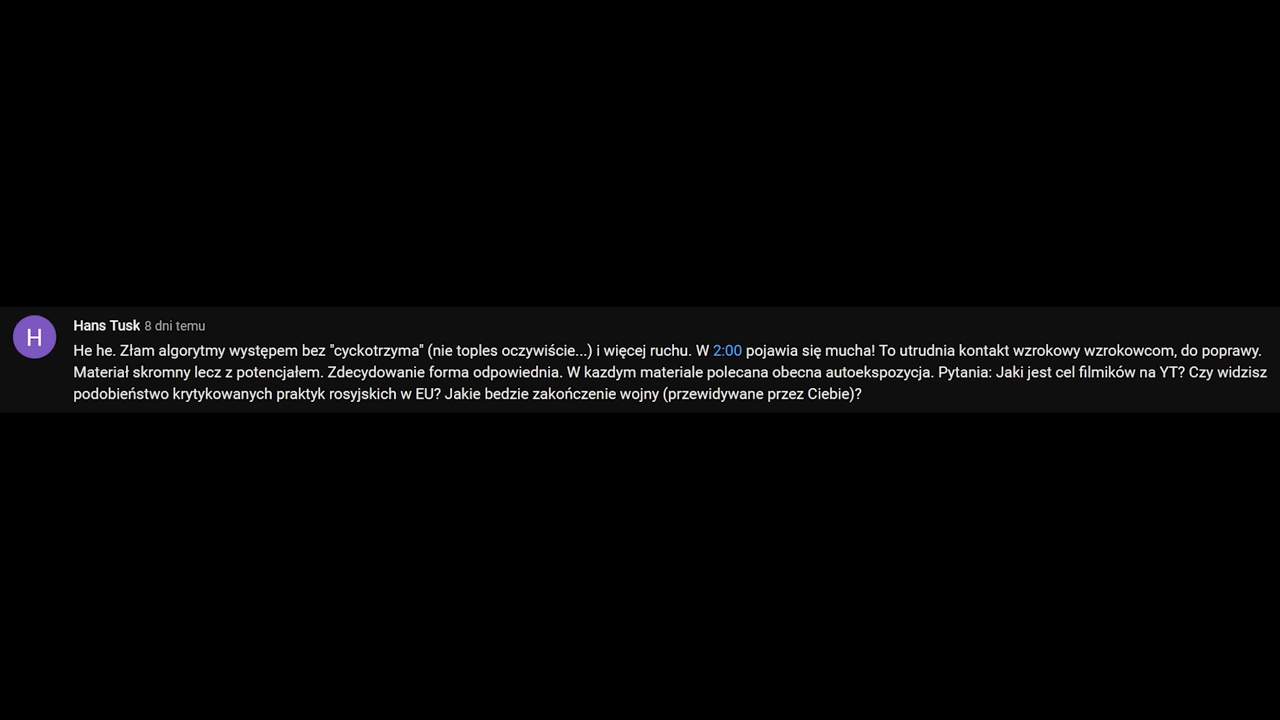 H
Hans Tusk 8 dni temu
He he. Złam algorytmy występem bez "cyckotrzyma" (nie toples oczywiście...) i więcej ruchu. W 2:00 pojawia się mucha! To utrudnia kontakt wzrokowy wzrokowcom, do poprawy.
Materiał skromny lecz z potencjałem. Zdecydowanie forma odpowiednia. W kazdym materiale polecana obecna autoekspozycja. Pytania: Jaki jest cel filmików na YT? Czy widzisz
podobieństwo krytykowanych praktyk rosyjskich w EU? Jakie bedzie zakończenie wojny (przewidywane przez Ciebie)?